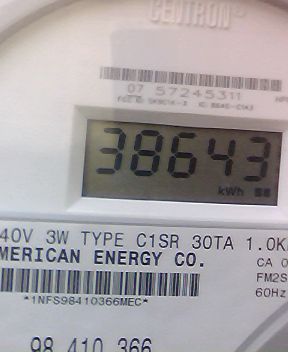 CENTRON®
07 57245311
38643
kWh
40V 3W TYPE C1SR 30TA 1.0K
MERICAN ENERGY CO.
CA 0
FM2S
60Hz
*1NFS98410366MEC*
98 410 366